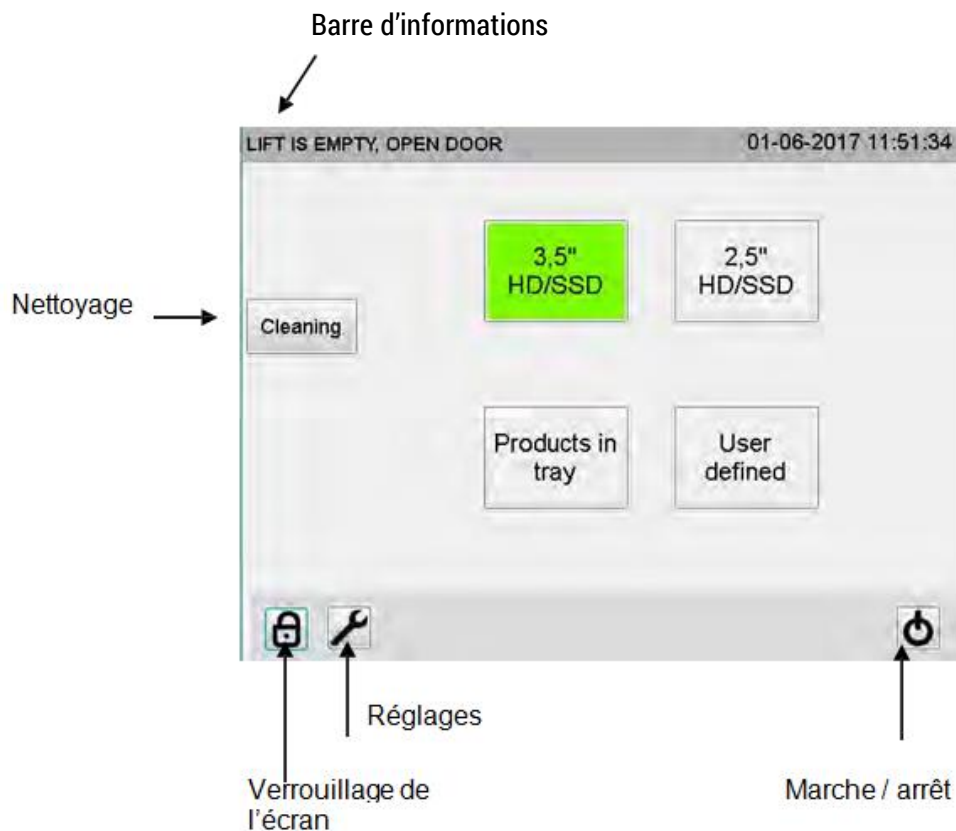 Barre d’informations
LIFT IS EMPTY, OPEN DOOR 01-06-2017 11:51:34
3,5"
HD/SSD
2,5"
HD/SSD
Nettoyage
Cleaning
Products in
tray
User
defined
Réglages
Verrouillage de
l’écran
Marche / arrêt